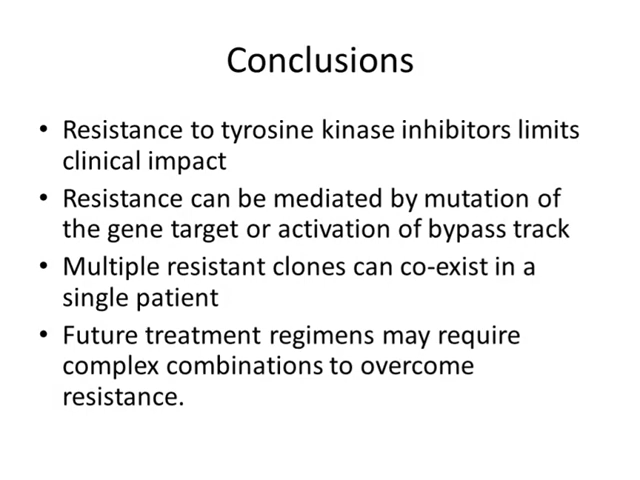 Conclusions
• Resistance to tyrosine kinase inhibitors limits
clinical impact
• Resistance can be mediated by mutation of
the gene target or activation of bypass track
• Multiple resistant clones can co-exist in a
single patient
• Future treatment regimens may require
complex combinations to overcome
resistance.